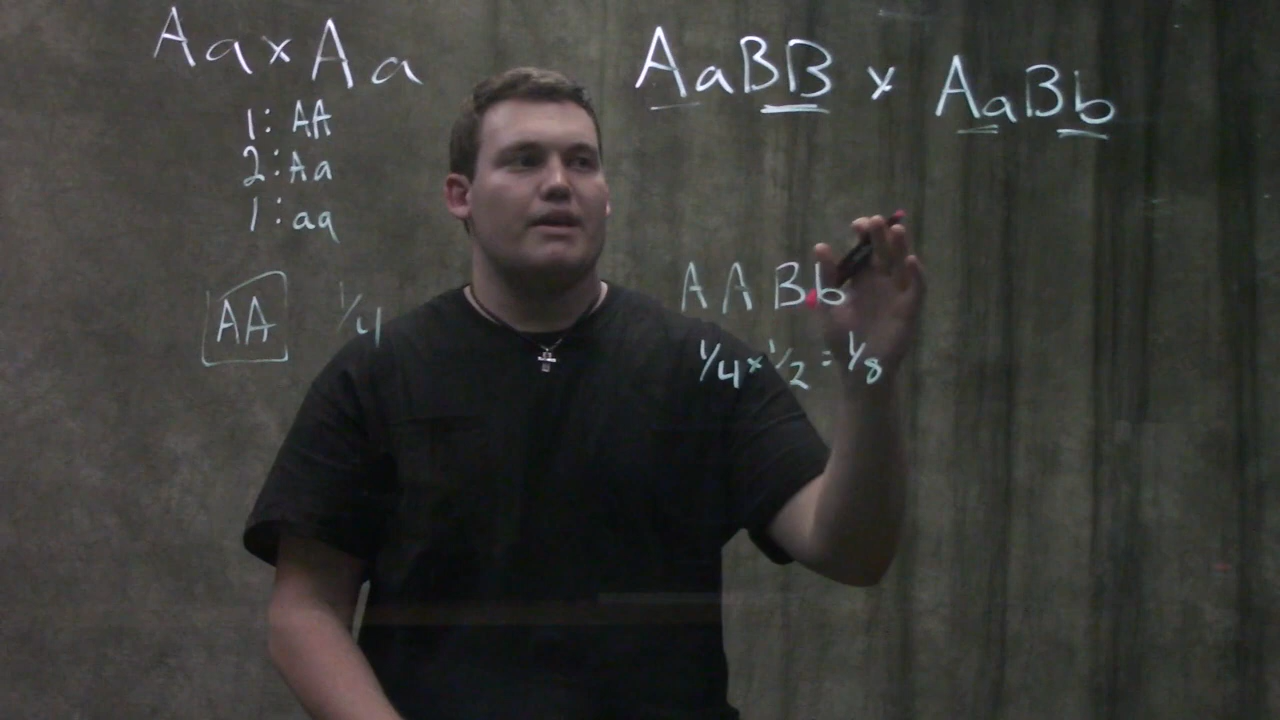 Aa x Aa
1: AA
2: Aa
1: aa
AA 1/4
AaBB x AaBb
AABb
1/4 x 1/2 = 1/8